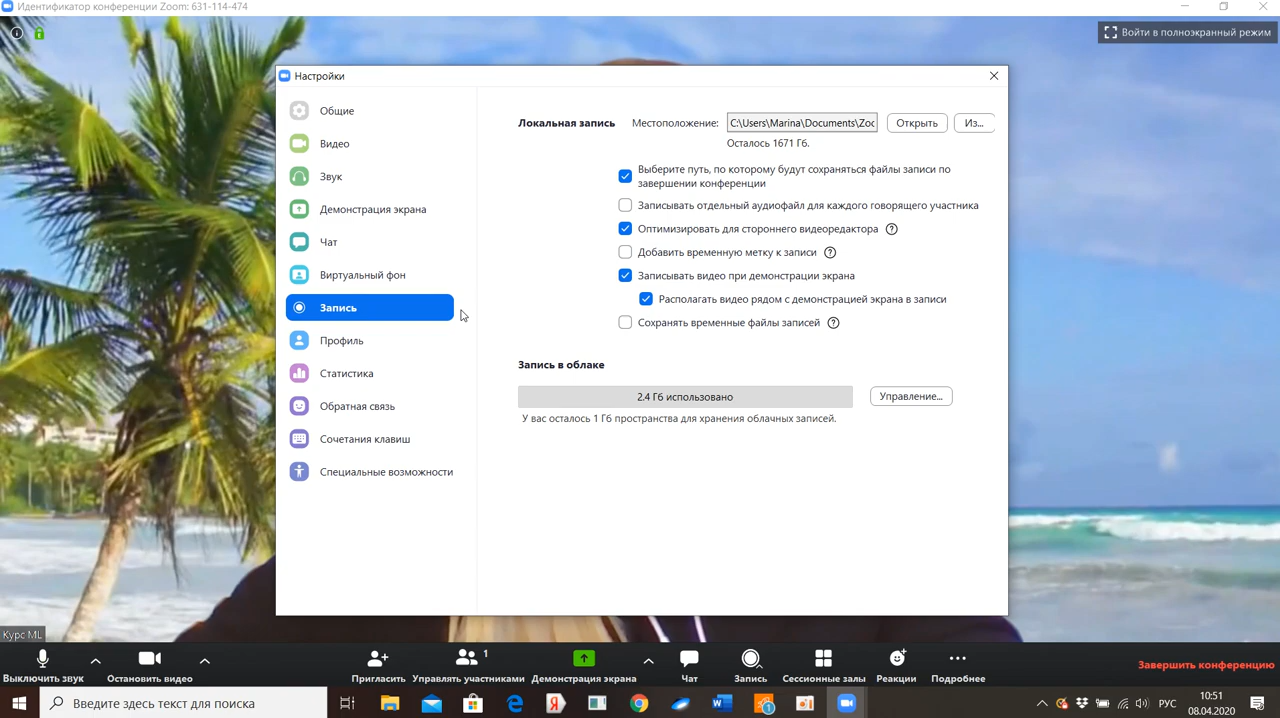 Идентификатор конференции Zoom: 631-114-474
Войти в полноэкранный режим
Настройки
Общие
Видео
Звук
Демонстрация экрана
Чат
Виртуальный фон
Запись
Профиль
Статистика
Обратная связь
Сочетания клавиш
Специальные возможности
Локальная запись Местоположение: C:\Users\Marina\Documents\Zoo Открыть Из...
Осталось 1671 Гб.
Выберите путь, по которому будут сохраняться файлы записи по
завершении конференции
Записывать отдельный аудиофайл для каждого говорящего участника
Оптимизировать для стороннего видеоредактора ?
Добавить временную метку к записи ?
Записывать видео при демонстрации экрана
Располагать видео рядом с демонстрацией экрана в записи
Сохранять временные файлы записей ?
Запись в облаке
2.4 Гб использовано Управление...
У вас осталось 1 Гб пространства для хранения облачных записей.
Курс ML
Выключить звук Остановить видео Пригласить Управлять участниками 1 Демонстрация экрана Чат Запись Сессионные залы Реакции Подробнее Завершить конференцию
Введите здесь текст для поиска
РУС
10:51
08.04.2020